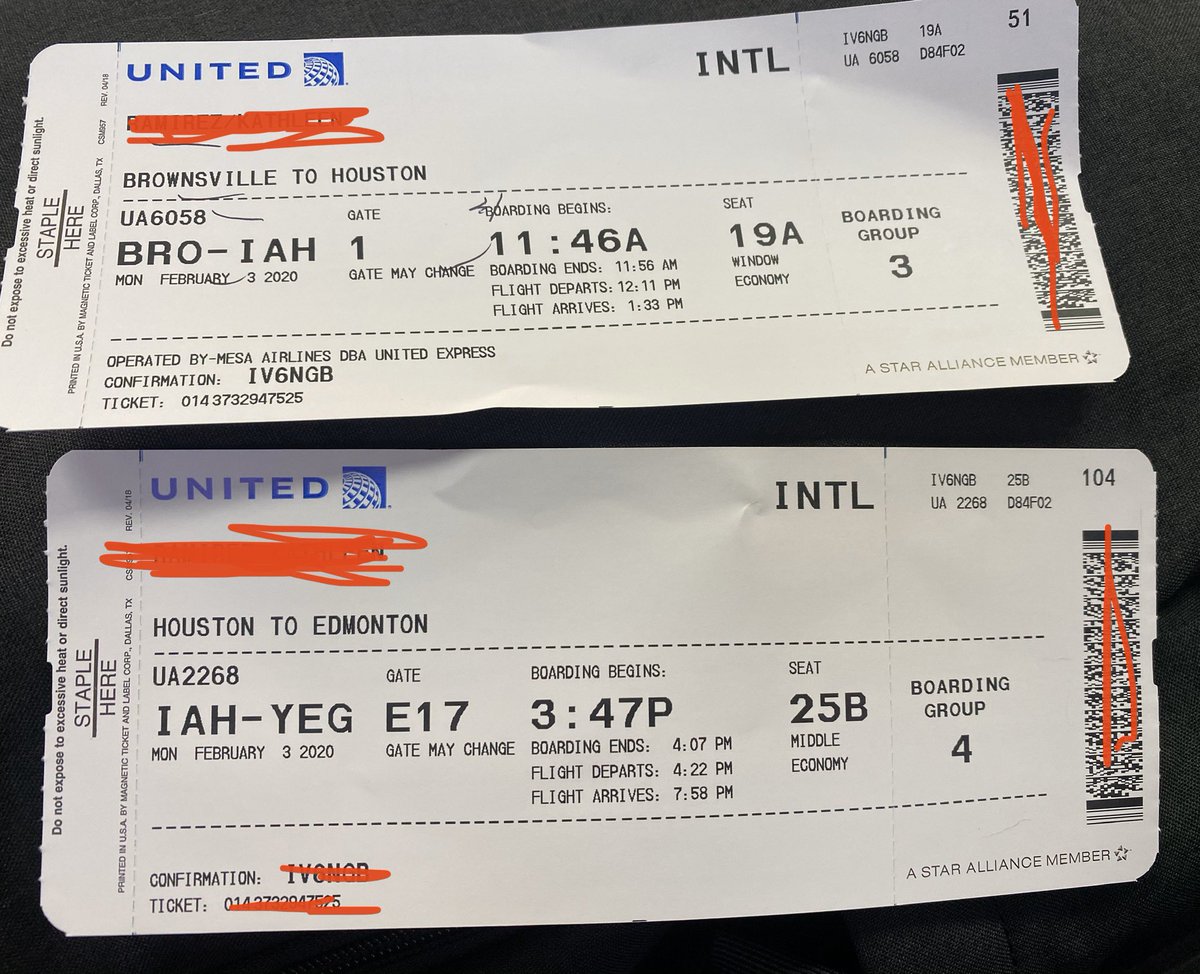 51
IV6NGB 19A
UA 6058 D84F02
UNITED
INTL
BROWNSVILLE TO HOUSTON
UA6058
GATE
BOARDING BEGINS:
SEAT
BOARDING GROUP
BRO-IAH
1
11:46A
19A
3
MON FEBRUARY 3 2020
GATE MAY CHANGE
BOARDING ENDS: 11:56 AM
WINDOW
FLIGHT DEPARTS: 12:11 PM
ECONOMY
FLIGHT ARRIVES: 1:33 PM
OPERATED BY-MESA AIRLINES DBA UNITED EXPRESS
CONFIRMATION: IV6NGB
TICKET: 014 3732947525
A STAR ALLIANCE MEMBER
Do not expose to excessive heat or direct sunlight.
STAPLE
HERE
PRINTED IN U.S.A. BY MAGNETIC TICKET AND LABEL CORP., DALLAS, TX CSM957 REV. 04/18
104
IV6NGB 25B
UA 2268 D84F02
UNITED
INTL
HOUSTON TO EDMONTON
UA2268
GATE
BOARDING BEGINS:
SEAT
BOARDING GROUP
IAH-YEG
E17
3:47P
25B
4
MON FEBRUARY 3 2020
GATE MAY CHANGE
BOARDING ENDS: 4:07 PM
MIDDLE
FLIGHT DEPARTS: 4:22 PM
ECONOMY
FLIGHT ARRIVES: 7:58 PM
CONFIRMATION:
TICKET:
A STAR ALLIANCE MEMBER
Do not expose to excessive heat or direct sunlight.
STAPLE
HERE
PRINTED IN U.S.A. BY MAGNETIC TICKET AND LABEL CORP., DALLAS, TX REV. 04/18